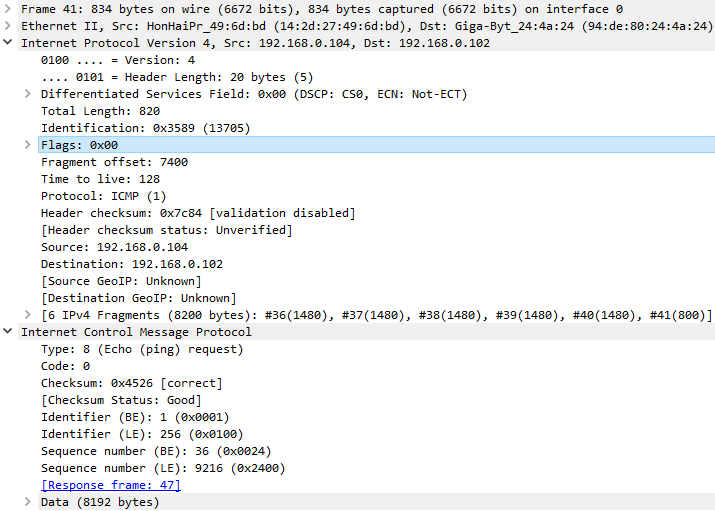 Frame 41: 834 bytes on wire (6672 bits), 834 bytes captured (6672 bits) on interface 0
Ethernet II, Src: HonHaiPr_49:6d:bd (14:2d:27:49:6d:bd), Dst: Giga-Byt_24:4a:24 (94:de:80:24:4a:24)
Internet Protocol Version 4, Src: 192.168.0.104, Dst: 192.168.0.102
0100 .... = Version: 4
.... 0101 = Header Length: 20 bytes (5)
Differentiated Services Field: 0x00 (DSCP: CS0, ECN: Not-ECT)
Total Length: 820
Identification: 0x3589 (13705)
Flags: 0x00
Fragment offset: 7400
Time to live: 128
Protocol: ICMP (1)
Header checksum: 0x7c84 [validation disabled]
[Header checksum status: Unverified]
Source: 192.168.0.104
Destination: 192.168.0.102
[Source GeoIP: Unknown]
[Destination GeoIP: Unknown]
[6 IPv4 Fragments (8200 bytes): #36(1480), #37(1480), #38(1480), #39(1480), #40(1480), #41(800)]
Internet Control Message Protocol
Type: 8 (Echo (ping) request)
Code: 0
Checksum: 0x4526 [correct]
[Checksum Status: Good]
Identifier (BE): 1 (0x0001)
Identifier (LE): 256 (0x0100)
Sequence number (BE): 36 (0x0024)
Sequence number (LE): 9216 (0x2400)
[Response frame: 47]
Data (8192 bytes)